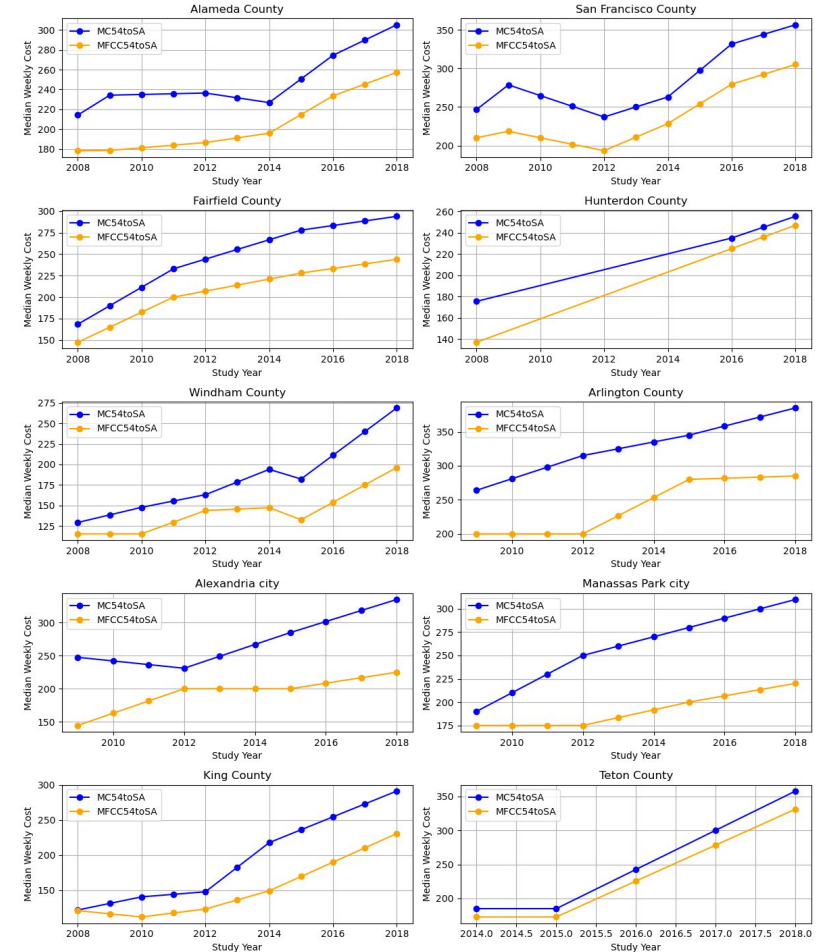 Alameda County
Median Weekly Cost
300
280
260
240
220
200
180
MC54toSA
MFCC54toSA
2008 2010 2012 2014 2016 2018
Study Year
San Francisco County
Median Weekly Cost
350
300
250
200
MC54toSA
MFCC54toSA
2008 2010 2012 2014 2016 2018
Study Year
Fairfield County
Median Weekly Cost
300
275
250
225
200
175
150
MC54toSA
MFCC54toSA
2008 2010 2012 2014 2016 2018
Study Year
Hunterdon County
Median Weekly Cost
260
240
220
200
180
160
140
MC54toSA
MFCC54toSA
2008 2010 2012 2014 2016 2018
Study Year
Windham County
Median Weekly Cost
275
250
225
200
175
150
125
MC54toSA
MFCC54toSA
2008 2010 2012 2014 2016 2018
Study Year
Arlington County
Median Weekly Cost
350
300
250
200
MC54toSA
MFCC54toSA
2010 2012 2014 2016 2018
Study Year
Alexandria city
Median Weekly Cost
300
250
200
150
MC54toSA
MFCC54toSA
2010 2012 2014 2016 2018
Study Year
Manassas Park city
Median Weekly Cost
300
275
250
225
200
175
MC54toSA
MFCC54toSA
2010 2012 2014 2016 2018
Study Year
King County
Median Weekly Cost
300
250
200
150
MC54toSA
MFCC54toSA
2008 2010 2012 2014 2016 2018
Study Year
Teton County
Median Weekly Cost
350
300
250
200
MC54toSA
MFCC54toSA
2014.0 2014.5 2015.0 2015.5 2016.0 2016.5 2017.0 2017.5 2018.0
Study Year